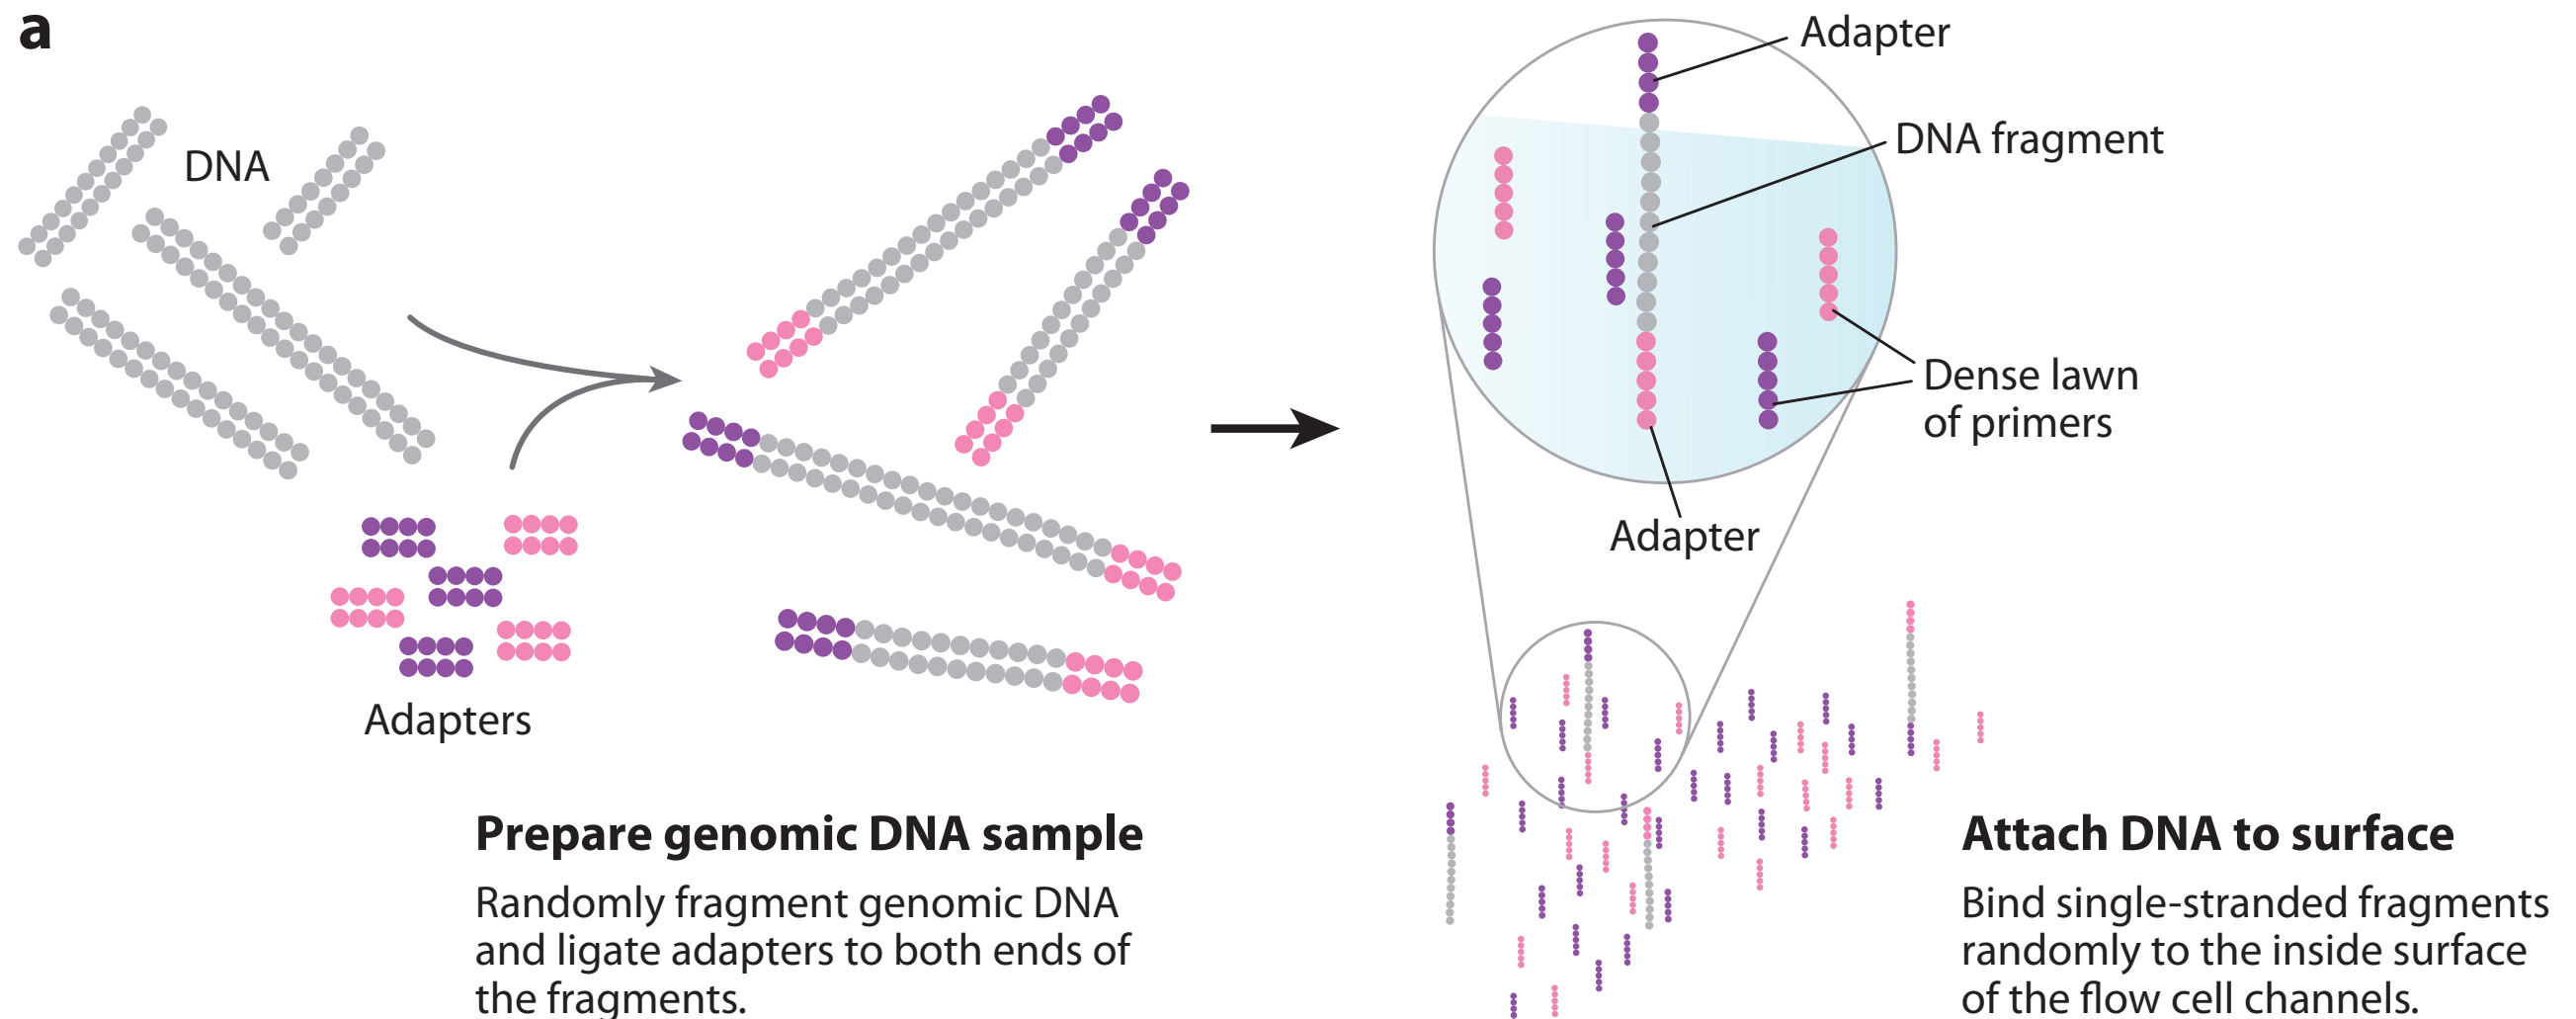 a
DNA
Adapters
Prepare genomic DNA sample
Randomly fragment genomic DNA
and ligate adapters to both ends of
the fragments.
Adapter
DNA fragment
Dense lawn
of primers
Adapter
Attach DNA to surface
Bind single-stranded fragments
randomly to the inside surface
of the flow cell channels.